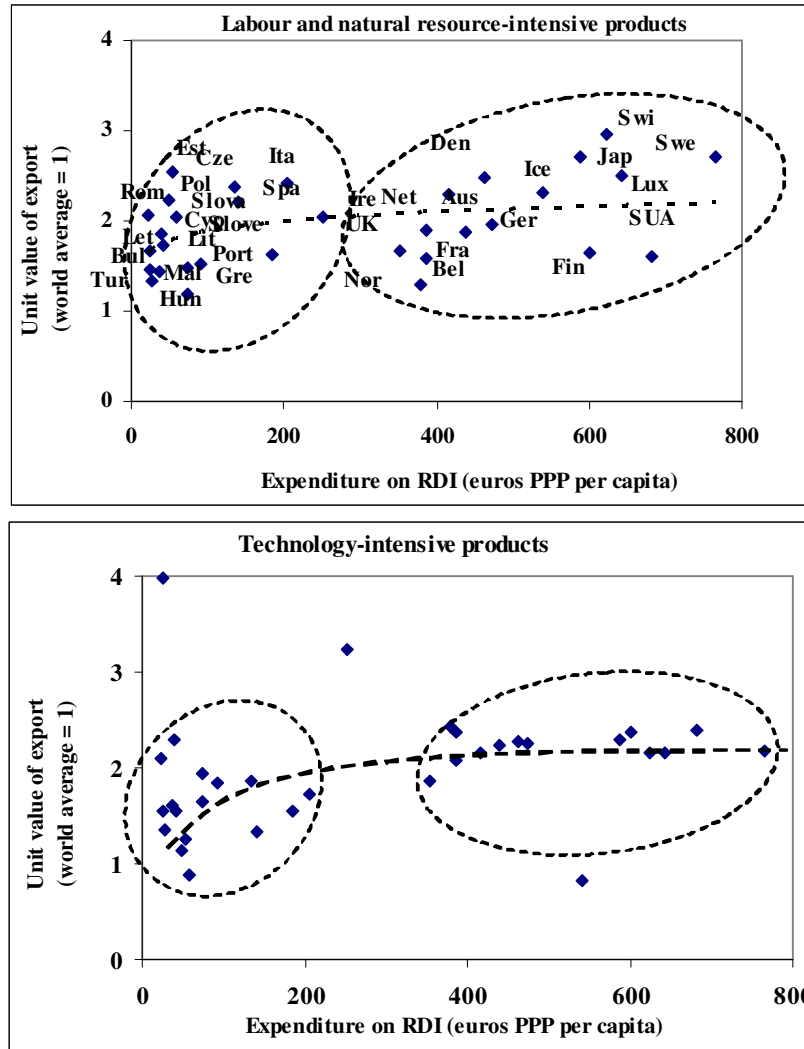 Labour and natural resource-intensive products
4
3
2
1
0
Unit value of export
(world average = 1)
Swi
Den
Swe
Est
Cze
Ita
Jap
Ice
Rom
Pol
Spa
Lux
Slova
Ire
Net
Aus
Cyp
Slove
UK
Ger
SUA
Let
Lit
Bul
Port
Fra
Tur
Mal
Gre
Nor
Bel
Fin
Hun
0 200 400 600 800
Expenditure on RDI (euros PPP per capita)
Technology-intensive products
4
3
2
1
0
Unit value of export
(world average = 1)
0 200 400 600 800
Expenditure on RDI (euros PPP per capita)